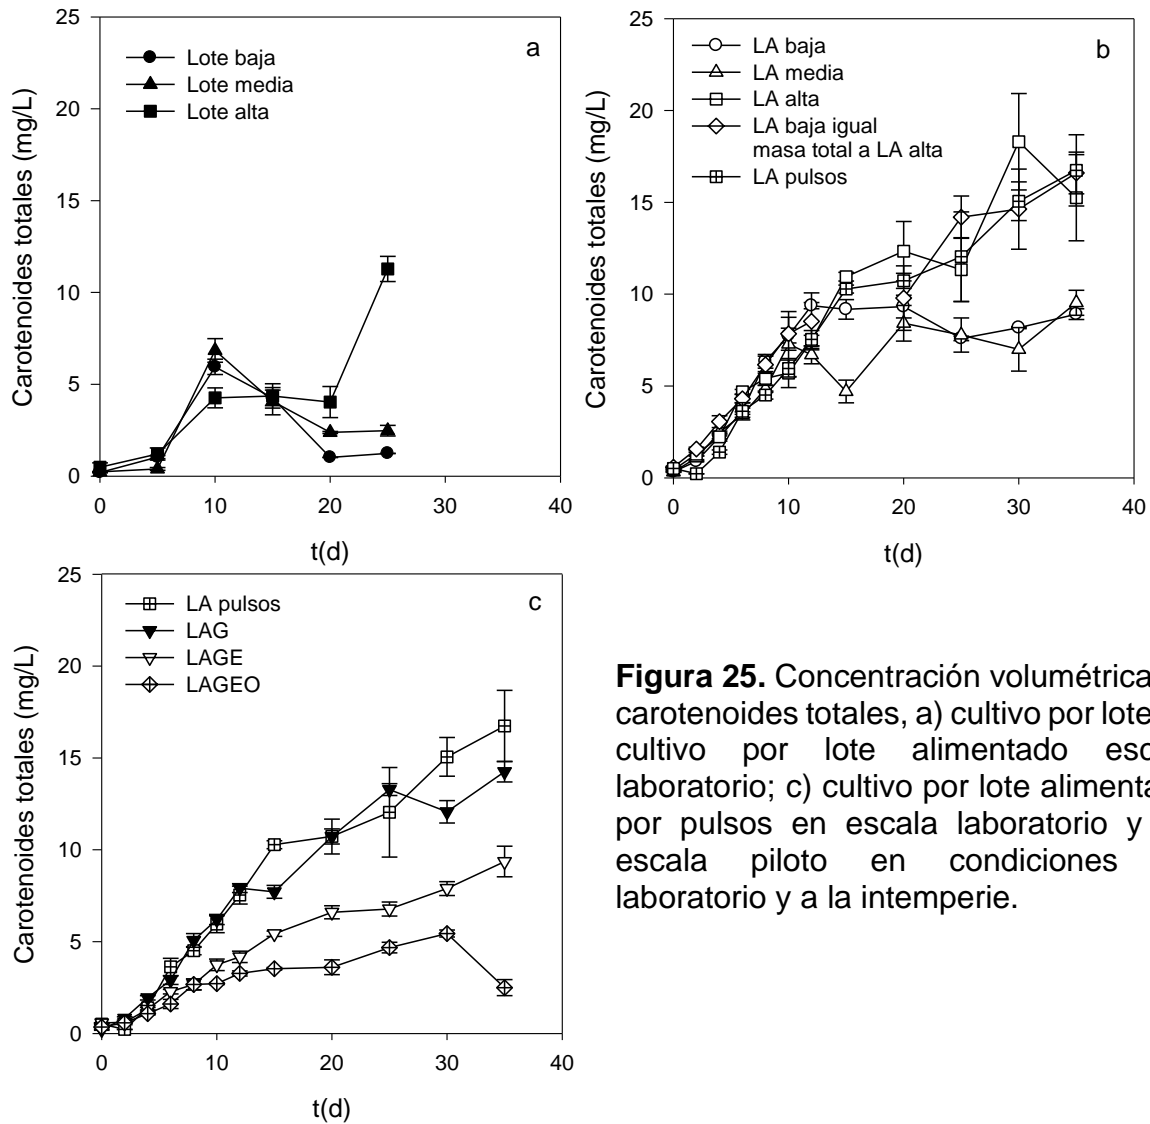 25
20
15
10
5
0
Carotenoides totales (mg/L)
Lote baja
Lote media
Lote alta
a
0 10 20 30 40
t(d)
25
20
15
10
5
0
Carotenoides totales (mg/L)
LA baja
LA media
LA alta
LA baja igual
masa total a LA alta
LA pulsos
b
0 10 20 30 40
t(d)
25
20
15
10
5
0
Carotenoides totales (mg/L)
LA pulsos
LAG
LAGE
LAGEO
c
0 10 20 30 40
t(d)
Figura 25. Concentración volumétrica
carotenoides totales, a) cultivo por lote
cultivo por lote alimentado
laboratorio; c) cultivo por lote
por pulsos en escala laboratorio y
escala piloto en condiciones
laboratorio y a la intemperie.